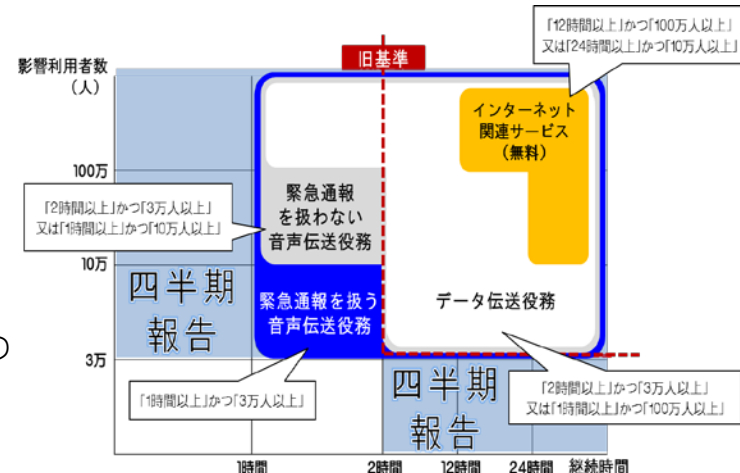 「12時間以上」かつ「100万人以上」
又は「24時間以上」かつ「10万人以上」
旧基準
影響利用者数
（人）
インターネット
関連サービス
（無料）
100万
緊急通報
を扱わない
音声伝送役務
「2時間以上」かつ「3万人以上」
又は「1時間以上」かつ「10万人以上」
10万
四半期
報告
緊急通報を扱う
音声伝送役務
データ伝送役務
の
3万
「1時間以上」かつ「3万人以上」
四半期
報告
「2時間以上」かつ「3万人以上」
又は「1時間以上」かつ「100万人以上」
1時間
2時間
12時間
24時間
継続時間